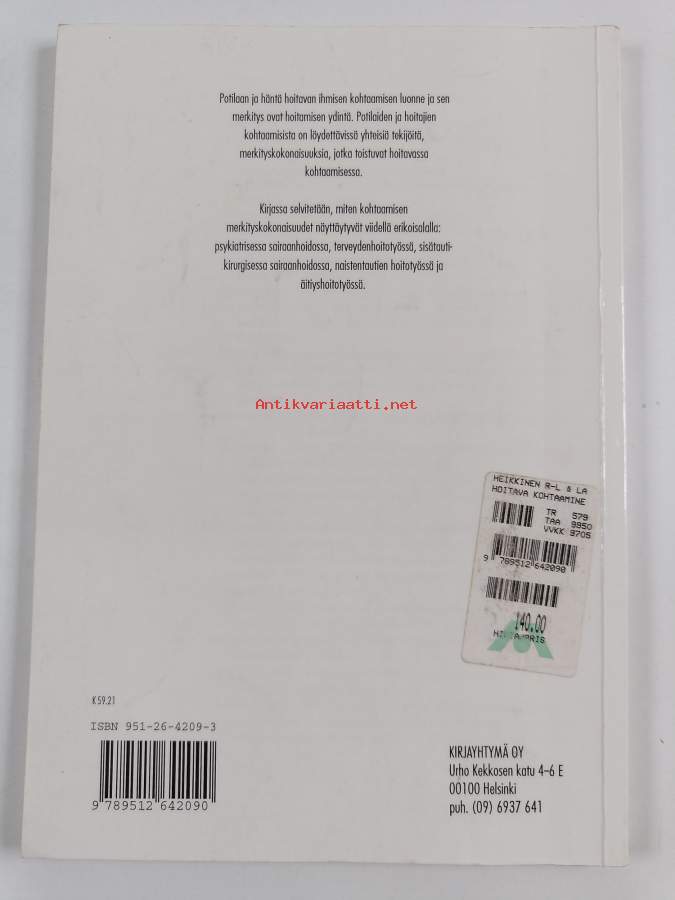 Potilaan ja häntä hoitavan ihmisen kohtaamisen luonne ja sen
merkitys ovat hoitamisen ydintä. Potilaiden ja hoitajien
kohtaamisista on löydettävissä yhteisiä tekijöitä,
merkityskokonaisuuksia, jotka toistuvat hoitavassa
kohtaamisessa.
Kirjassa selvitetään, miten kohtaamisen
merkityskokonaisuudet näyttäytyvät viidellä erikoisalalla:
psykiatrisessa sairaanhoidossa, terveydenhoitotyössä, sisätauti-
kirurgisessa sairaanhoidossa, naistentautien hoitotyössä ja
äitiyshoitotyössä.
Antikvariaatti.net
HEIKKINEN R-L & LA
HOITAVA KOHTAAMINE
TR 579
TAA 9950
VVKK 9705
9 789512 642090
140.00
K 59.21
ISBN 951-26-4209-3
9 789512 642090
KIRJAYHTYMÄ OY
Urho Kekkosen katu 4–6 E
00100 Helsinki
puh. (09) 6937 641